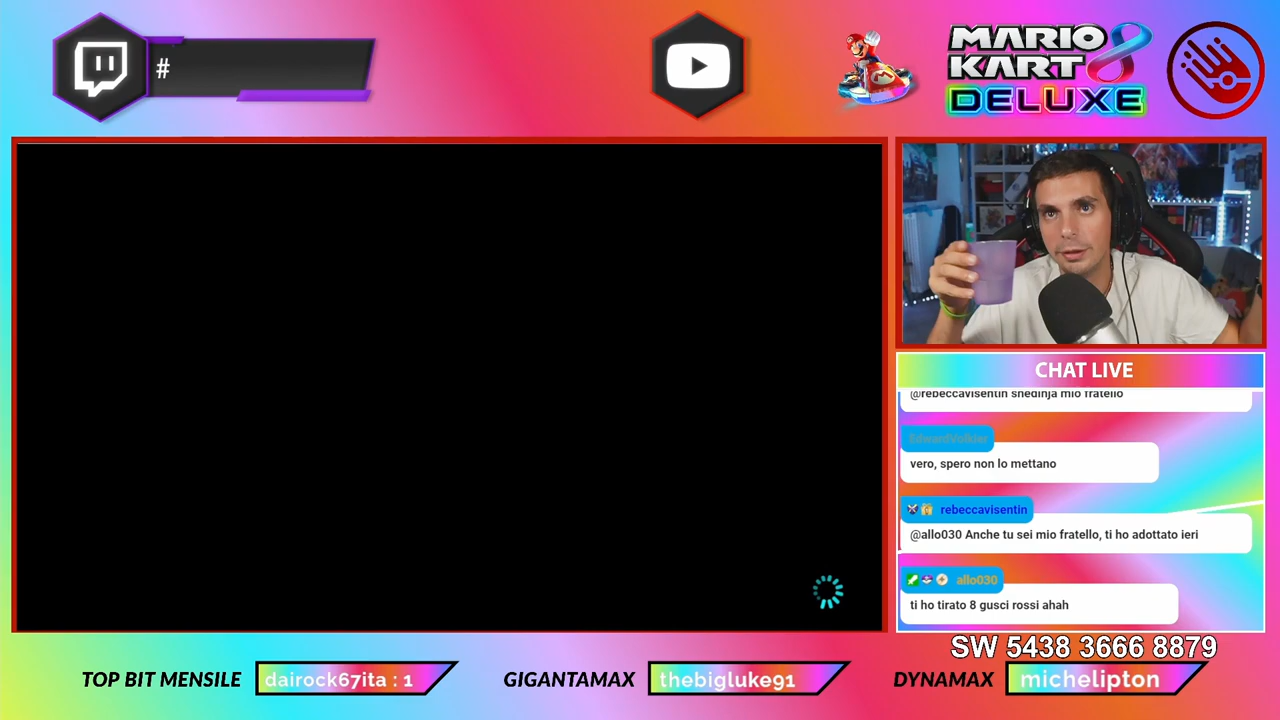 #
MARIO
KART 8
DELUXE
CHAT LIVE
@rebeccavisentin shedinja mio fratello
EdwardVolkier
vero, spero non lo mettano
rebeccavisentin
@allo030 Anche tu sei mio fratello, ti ho adottato ieri
allo030
ti ho tirato 8 gusci rossi ahah
SW 5438 3666 8879
TOP BIT MENSILE dairock67ita : 1 GIGANTAMAX thebigluke91 DYNAMAX michelipton